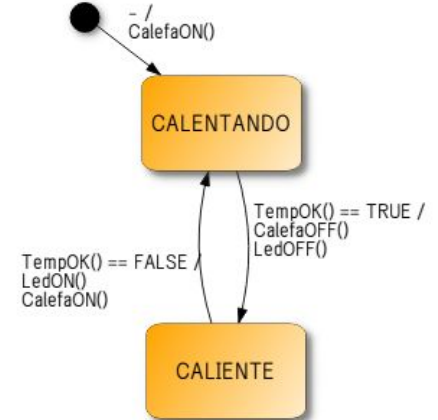 - /
CalefaON()
CALENTANDO
TempOK() == TRUE /
CalefaOFF()
LedOFF()
TempOK() == FALSE /
LedON()
CalefaON()
CALIENTE